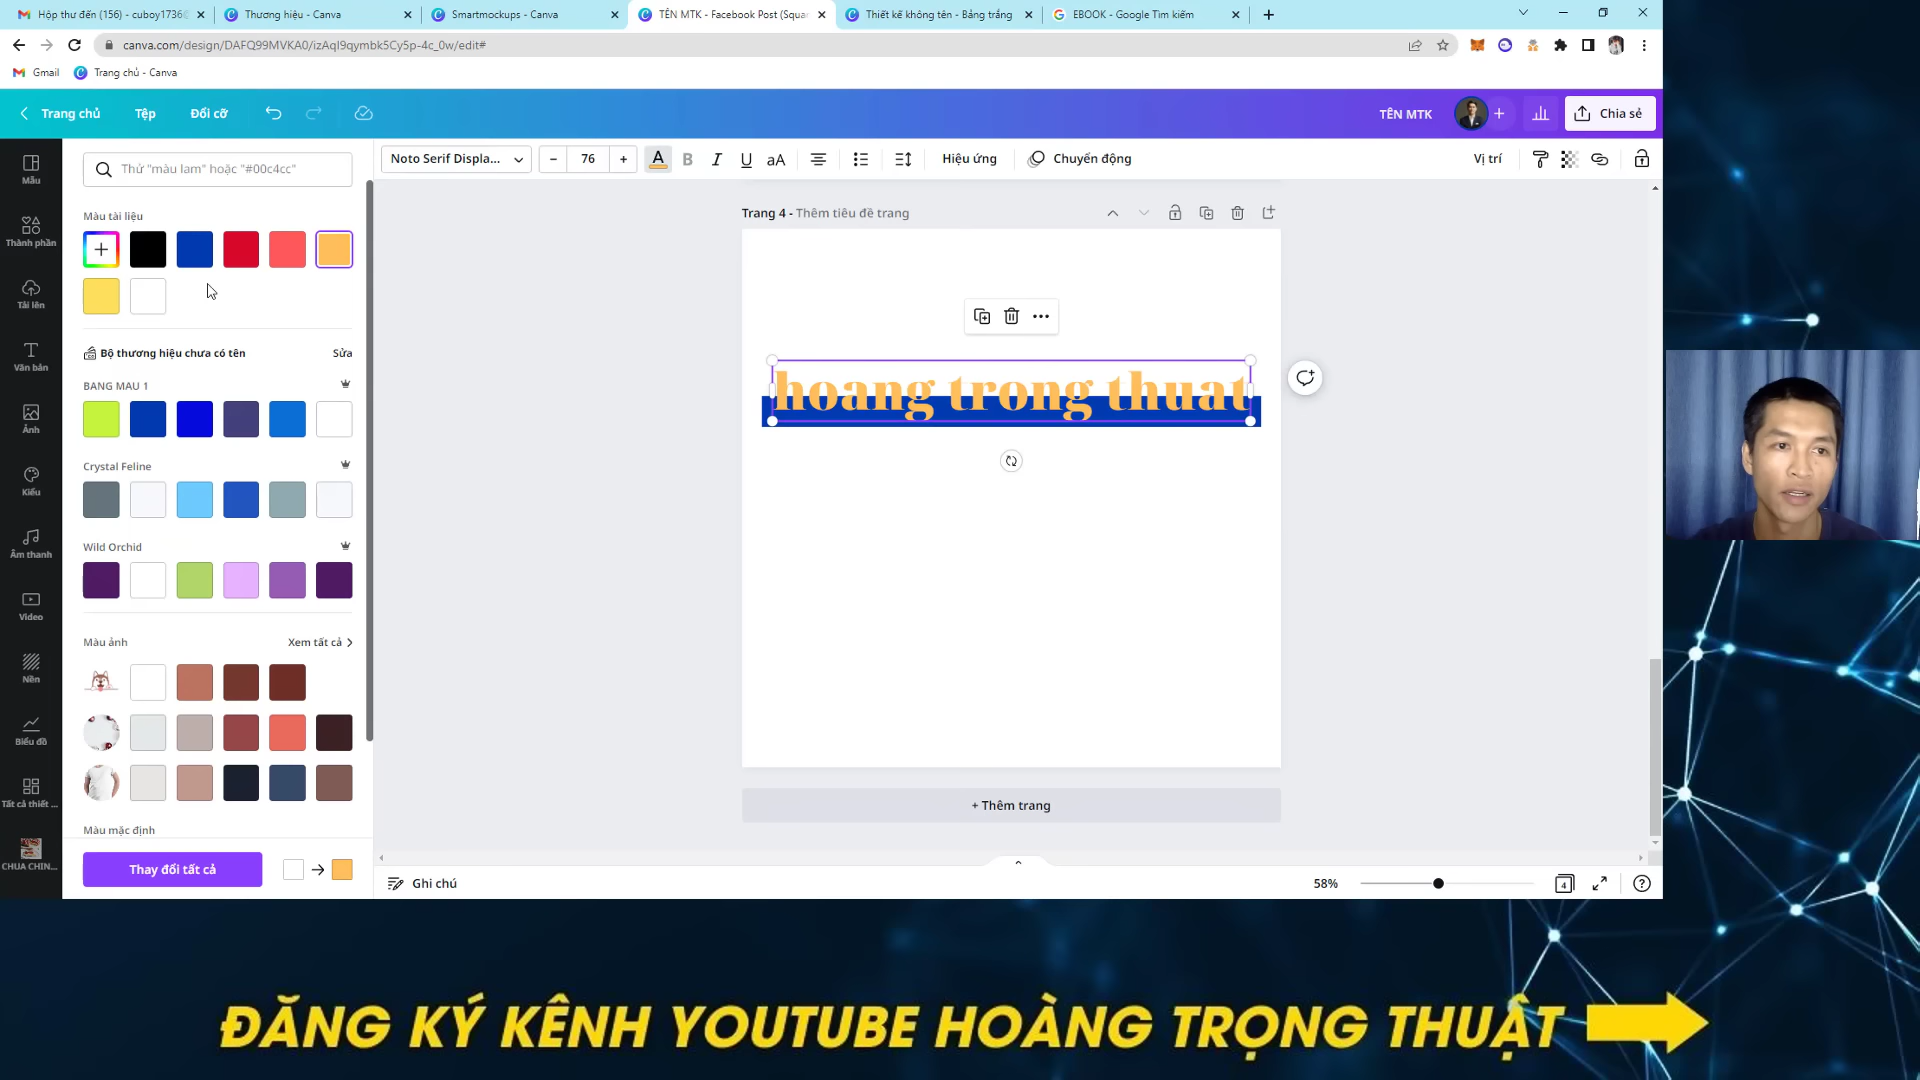 Hộp thư đến (156) - cuboy1736@
Thương hiệu - Canva
Smartmockups - Canva
TÊN MTK - Facebook Post (Squar
Thiết kế không tên - Bảng trắng
EBOOK - Google Tìm kiếm
canva.com/design/DAFQ99MVKA0/izAqI9qymbk5Cy5p-4c_0w/edit#
Gmail
Trang chủ - Canva
Trang chủ
Tệp
Đổi cỡ
TÊN MTK
Chia sẻ
Mẫu
Thành phần
Tải lên
Văn bản
Ảnh
Kiểu
Âm thanh
Video
Nền
Biểu đồ
Tất cả thiết ...
CHUA CHIN...
Thử "màu lam" hoặc "#00c4cc"
Màu tài liệu
Bộ thương hiệu chưa có tên
Sửa
BANG MAU 1
Crystal Feline
Wild Orchid
Màu ảnh
Xem tất cả
Màu mặc định
Thay đổi tất cả
Noto Serif Displa...
– 76 +
A B I U aA
Hiệu ứng
Chuyển động
Vị trí
Trang 4 - Thêm tiêu đề trang
hoang trong thuat
+ Thêm trang
Ghi chú
58%
4
ĐĂNG KÝ KÊNH YOUTUBE HOÀNG TRỌNG THUẬT